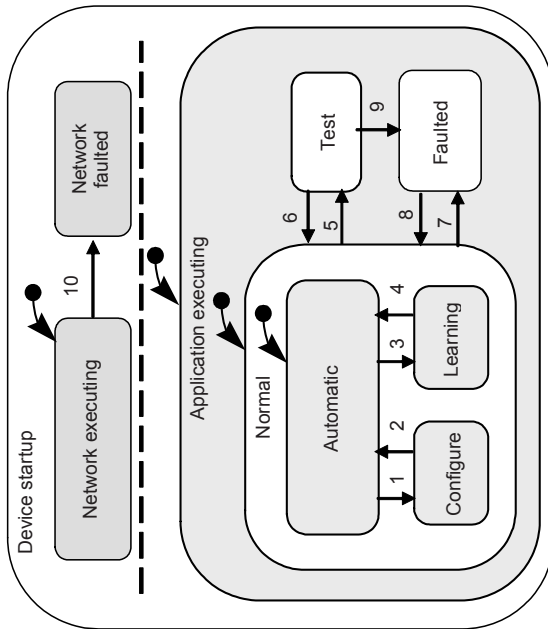 Device startup
Network executing
10
Network
faulted
Application executing
Normal
Automatic
1
2
3
4
Configure
Learning
6
5
Test
9
8
7
Faulted